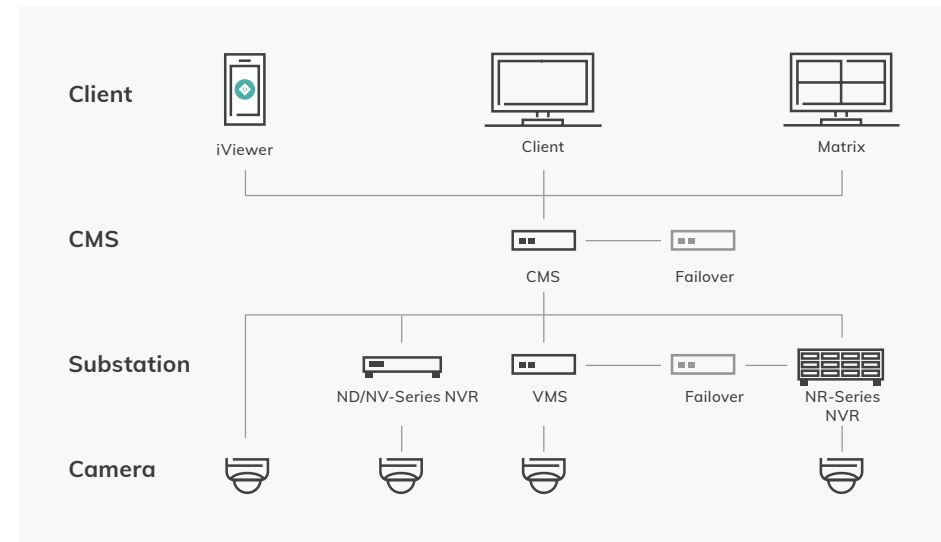 Client
iViewer
Client
Matrix
CMS
CMS
Failover
Substation
ND/NV-Series NVR
VMS
Failover
NR-Series
NVR
Camera